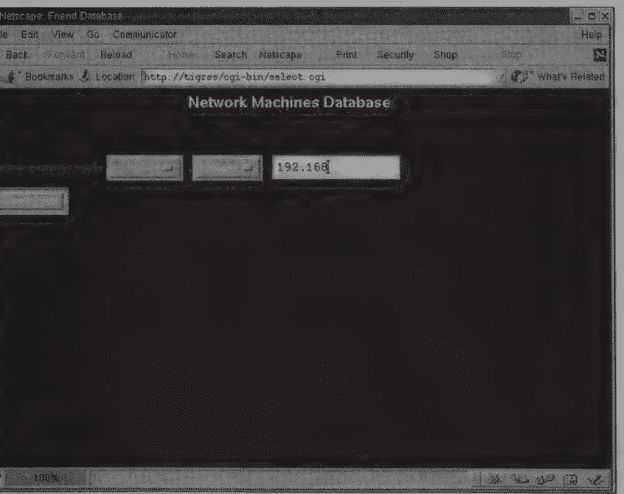 Netscape: Friend Database
le Edit View Go Communicator Help
Back Forward Reload Home Search Netscape Print Security Shop Stop
Bookmarks Location http://tigres/cgi-bin/select.cgi What's Related
Network Machines Database
192.168
100%